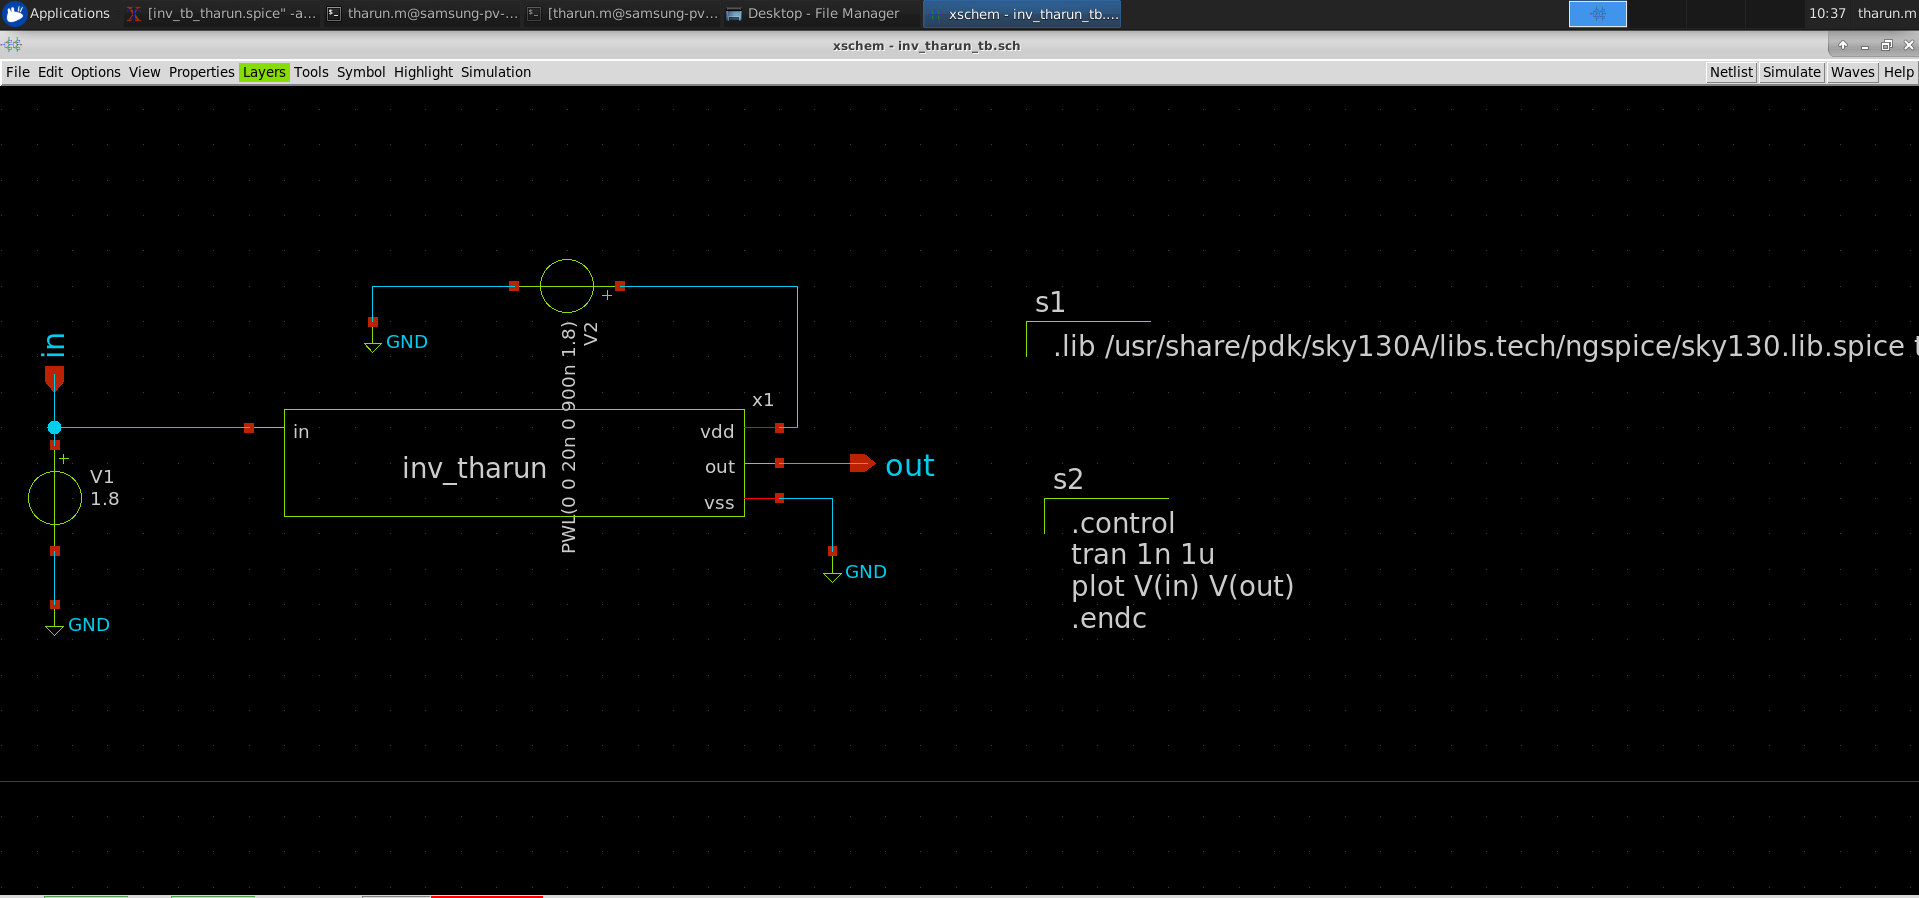 Applications
[inv_tb_tharun.spice" -a...
tharun.m@samsung-pv-...
[tharun.m@samsung-pv...
Desktop - File Manager
xschem - inv_tharun_tb....
10:37
tharun.m
xschem - inv_tharun_tb.sch
File Edit Options View Properties Layers Tools Symbol Highlight Simulation
Netlist Simulate Waves Help
in
V1
1.8
GND
GND
+
V2
PWL(0 0 20n 0 900n 1.8)
+
x1
in
inv_tharun
vdd
out
vss
out
GND
s1
.lib /usr/share/pdk/sky130A/libs.tech/ngspice/sky130.lib.spice t
s2
.control
tran 1n 1u
plot V(in) V(out)
.endc